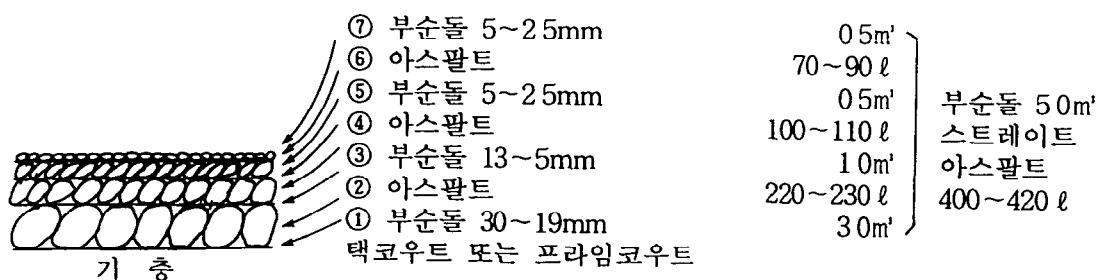 ⑦ 부순돌 5~2 5mm 0 5㎥
⑥ 아스팔트 70~90 ℓ
⑤ 부순돌 5~2 5mm 0 5㎥ 부순돌 5 0㎥
④ 아스팔트 100~110 ℓ 스트레이트
③ 부순돌 13~5mm 1 0㎥ 아스팔트
② 아스팔트 220~230 ℓ 400~420 ℓ
① 부순돌 30~19mm 3 0㎥
택코우트 또는 프라임코우트
기 층